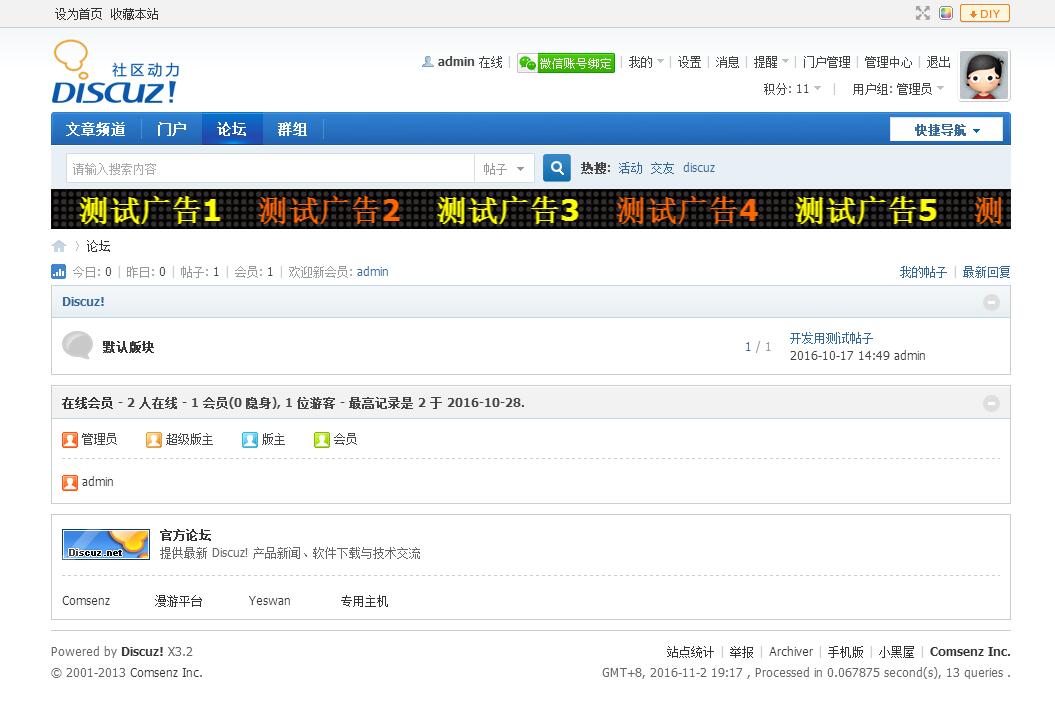 设为首页 收藏本站
DIY
社区动力
DISCUZ!
admin 在线 | 微信账号绑定 | 我的 | 设置 | 消息 | 提醒 | 门户管理 | 管理中心 | 退出
积分: 11 | 用户组: 管理员
文章频道 门户 论坛 群组 快捷导航
请输入搜索内容 帖子 热搜: 活动 交友 discuz
测试广告1 测试广告2 测试广告3 测试广告4 测试广告5 测
› 论坛
今日: 0 | 昨日: 0 | 帖子: 1 | 会员: 1 | 欢迎新会员: admin 我的帖子 | 最新回复
Discuz!
默认版块 1 / 1 开发用测试帖子
2016-10-17 14:49 admin
在线会员 - 2 人在线 - 1 会员(0 隐身), 1 位游客 - 最高记录是 2 于 2016-10-28.
管理员 超级版主 版主 会员
admin
Discuz.net 官方论坛
提供最新 Discuz! 产品新闻、软件下载与技术交流
Comsenz 漫游平台 Yeswan 专用主机
Powered by Discuz! X3.2 站点统计 | 举报 | Archiver | 手机版 | 小黑屋 | Comsenz Inc.
© 2001-2013 Comsenz Inc. GMT+8, 2016-11-2 19:17 , Processed in 0.067875 second(s), 13 queries .